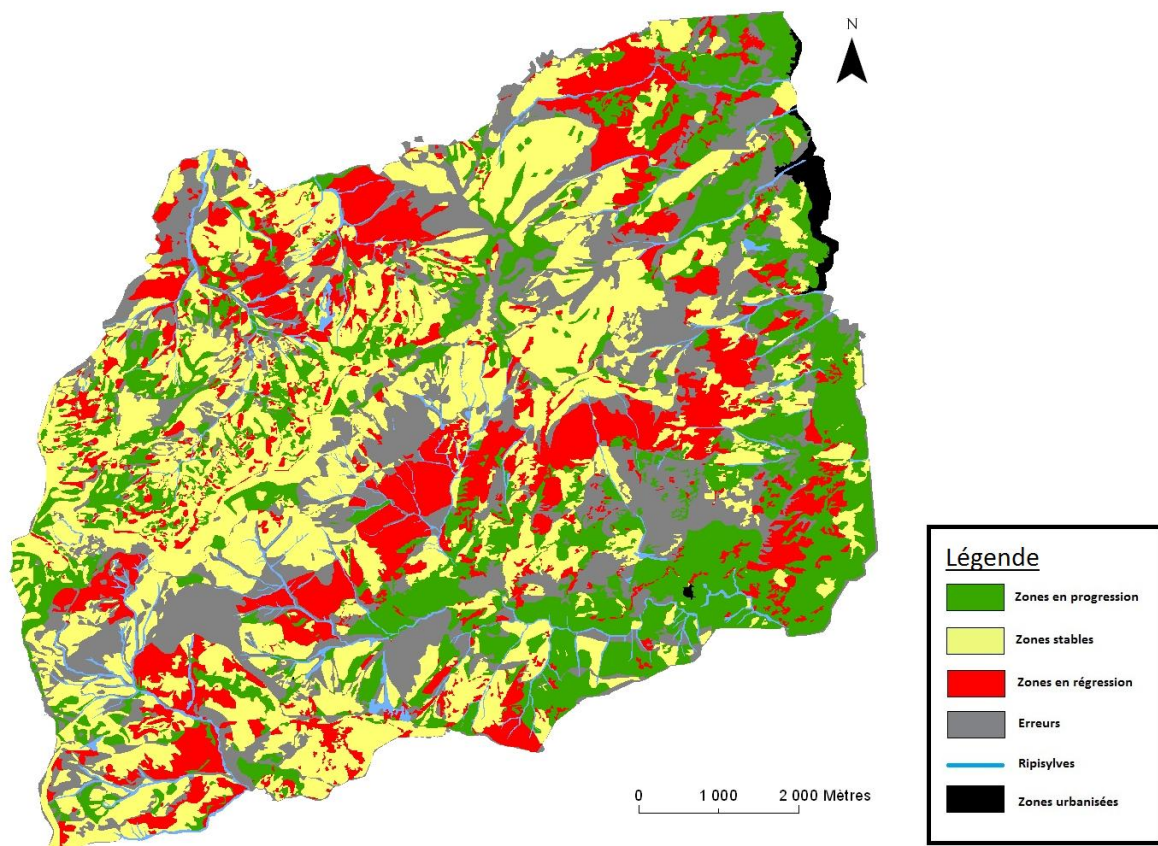 N
Légende
Zones en progression
Zones stables
Zones en régression
Erreurs
Ripisylves
Zones urbanisées
0 1 000 2 000 Mètres